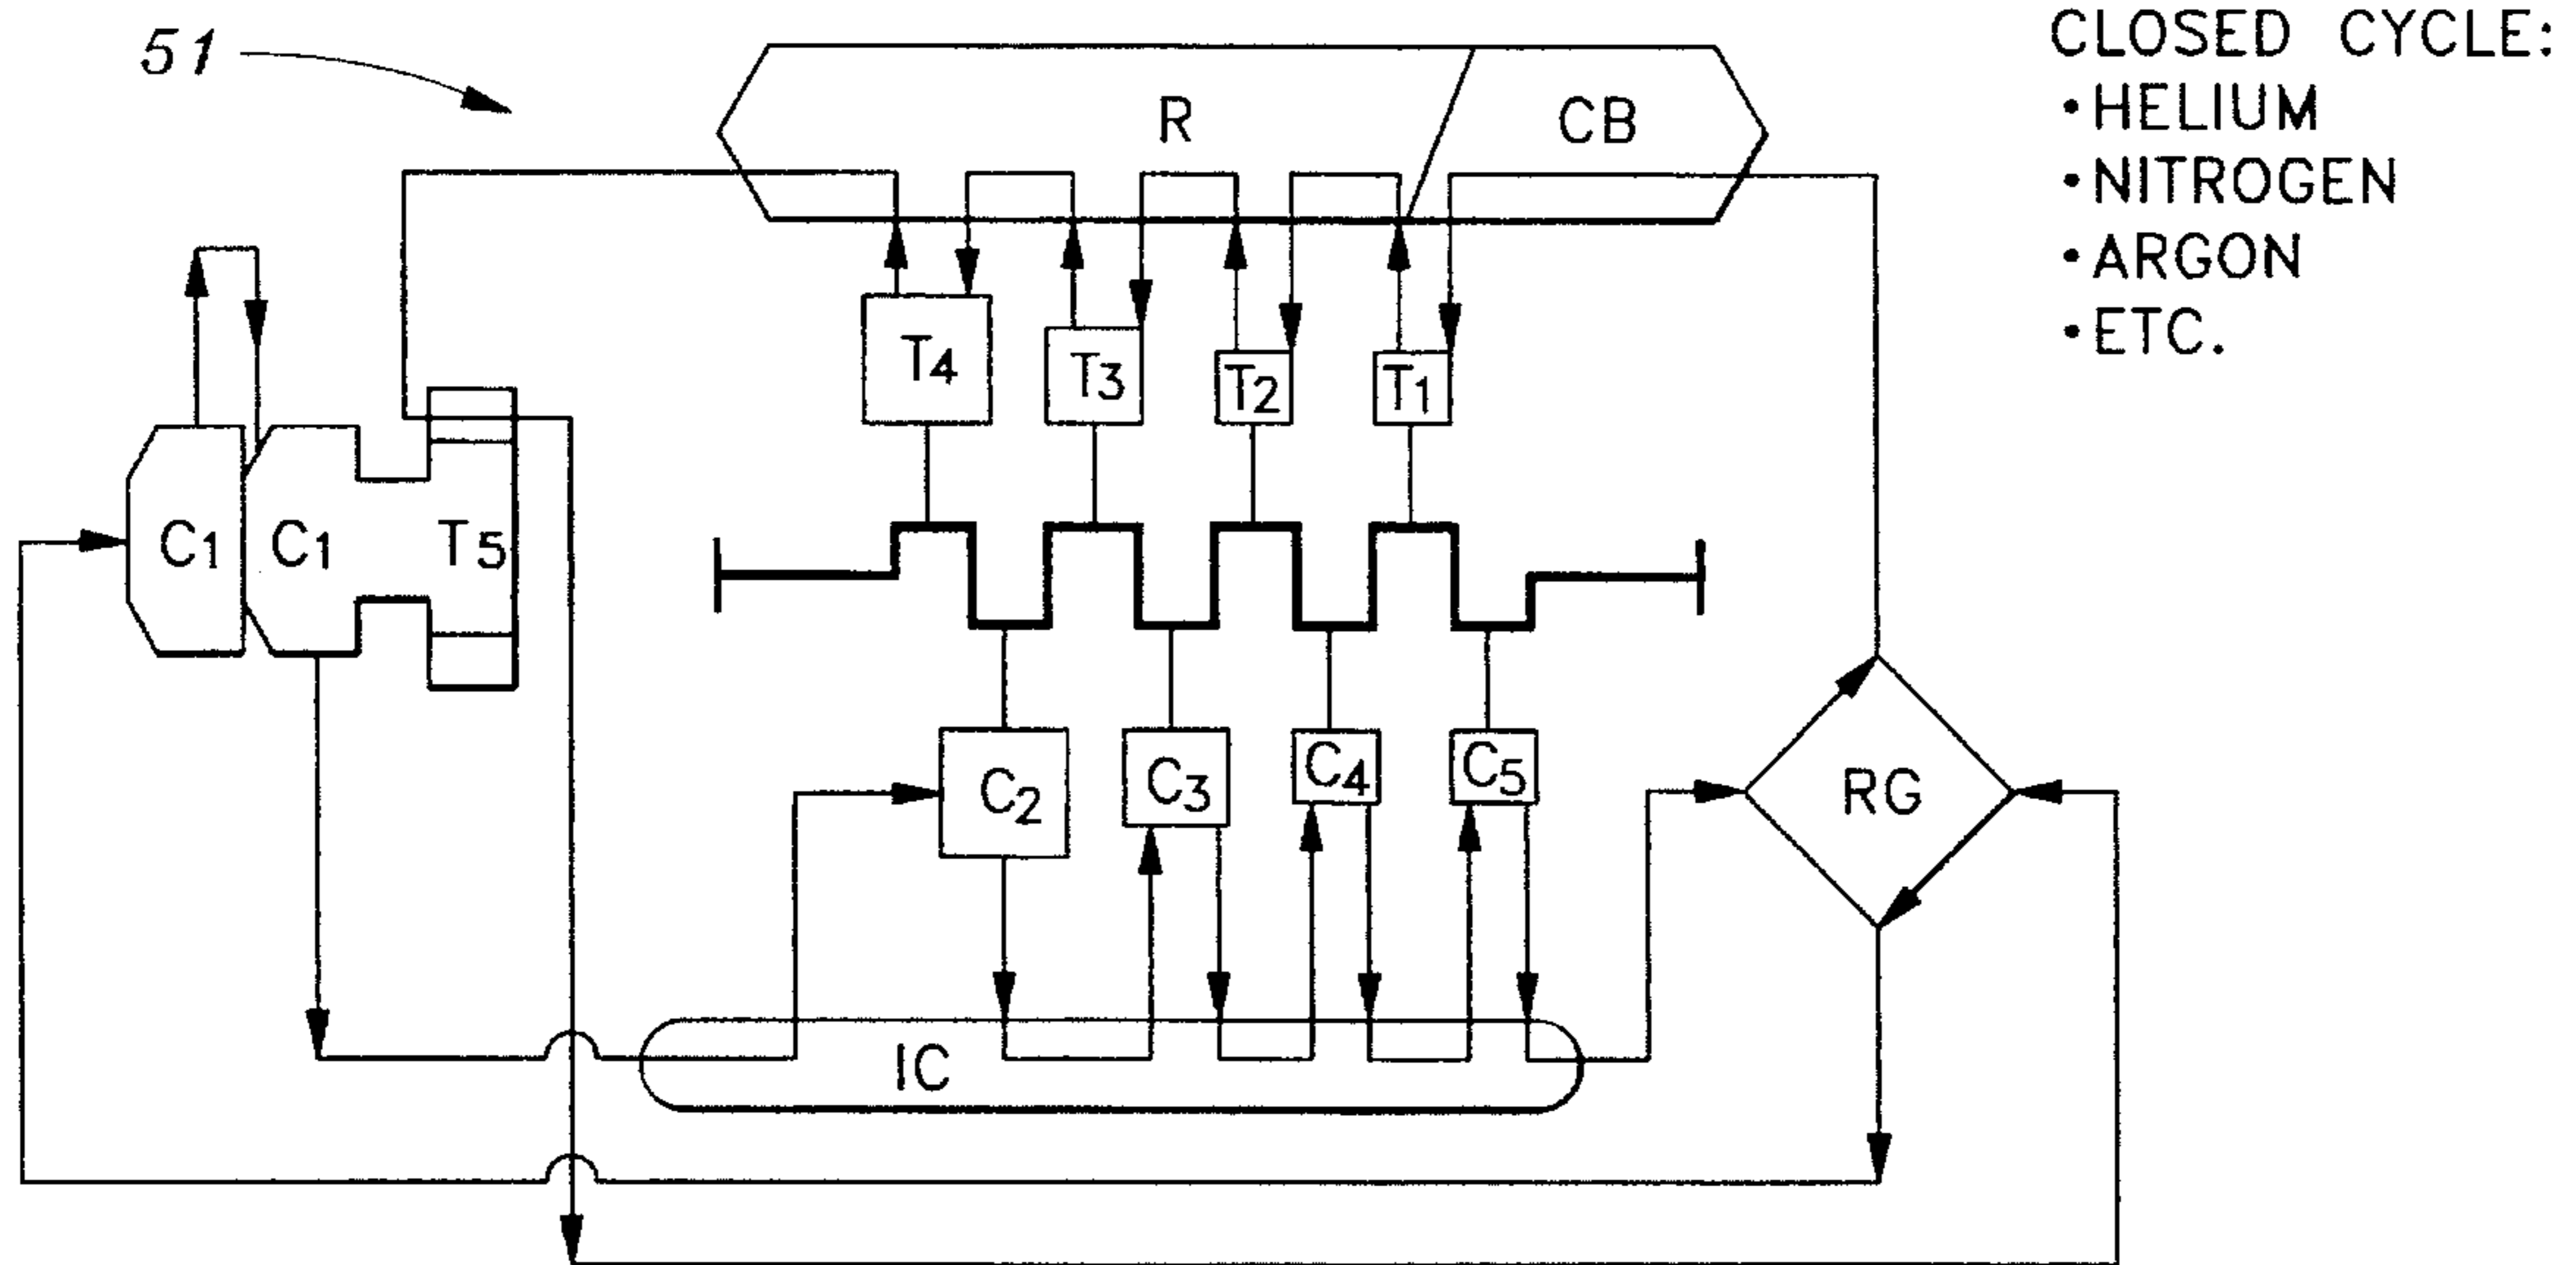 51
CLOSED CYCLE:
•HELIUM
•NITROGEN
•ARGON
•ETC.
R
CB
T4
T3
T2
T1
C1
C1
T5
C2
C3
C4
C5
RG
IC